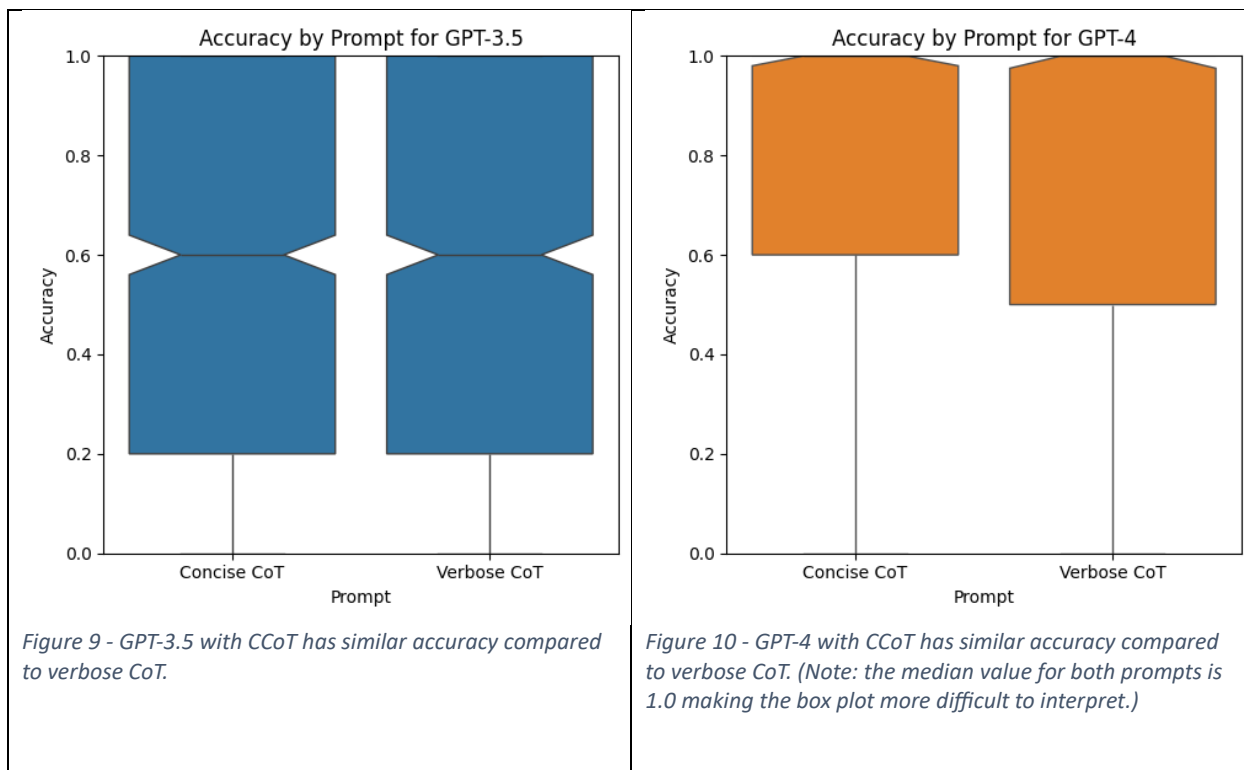 Accuracy by Prompt for GPT-3.5
1.0
0.8
0.6
0.4
0.2
0.0
Accuracy
Concise CoT
Verbose CoT
Prompt
Figure 9 - GPT-3.5 with CCoT has similar accuracy compared
to verbose CoT.
Accuracy by Prompt for GPT-4
1.0
0.8
0.6
0.4
0.2
0.0
Accuracy
Concise CoT
Verbose CoT
Prompt
Figure 10 - GPT-4 with CCoT has similar accuracy compared
to verbose CoT. (Note: the median value for both prompts is
1.0 making the box plot more difficult to interpret.)